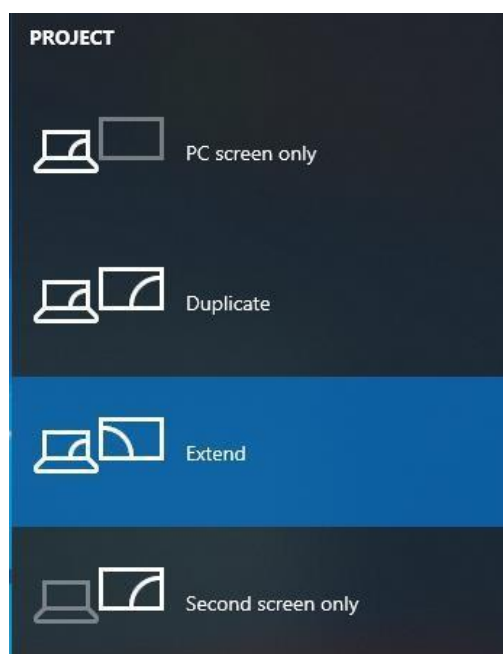 PROJECT
PC screen only
Duplicate
Extend
Second screen only